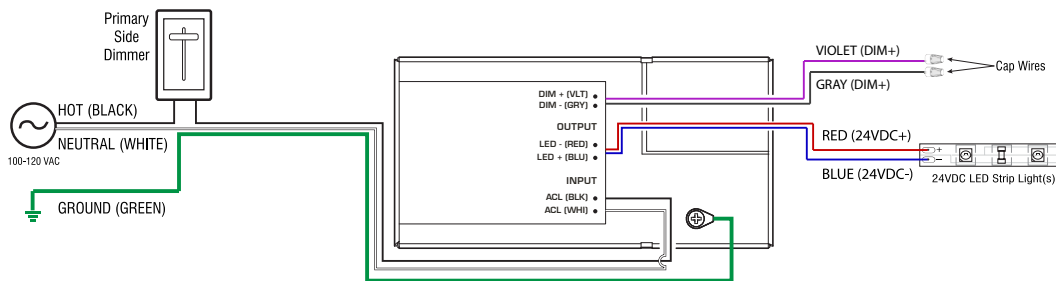 Primary
Side
Dimmer
HOT (BLACK)
NEUTRAL (WHITE)
100-120 VAC
GROUND (GREEN)
DIM + (VLT)
DIM - (GRY)
OUTPUT
LED - (RED)
LED + (BLU)
INPUT
ACL (BLK)
ACL (WHI)
VIOLET (DIM+)
GRAY (DIM+)
Cap Wires
RED (24VDC+)
BLUE (24VDC-)
+
–
24VDC LED Strip Light(s)